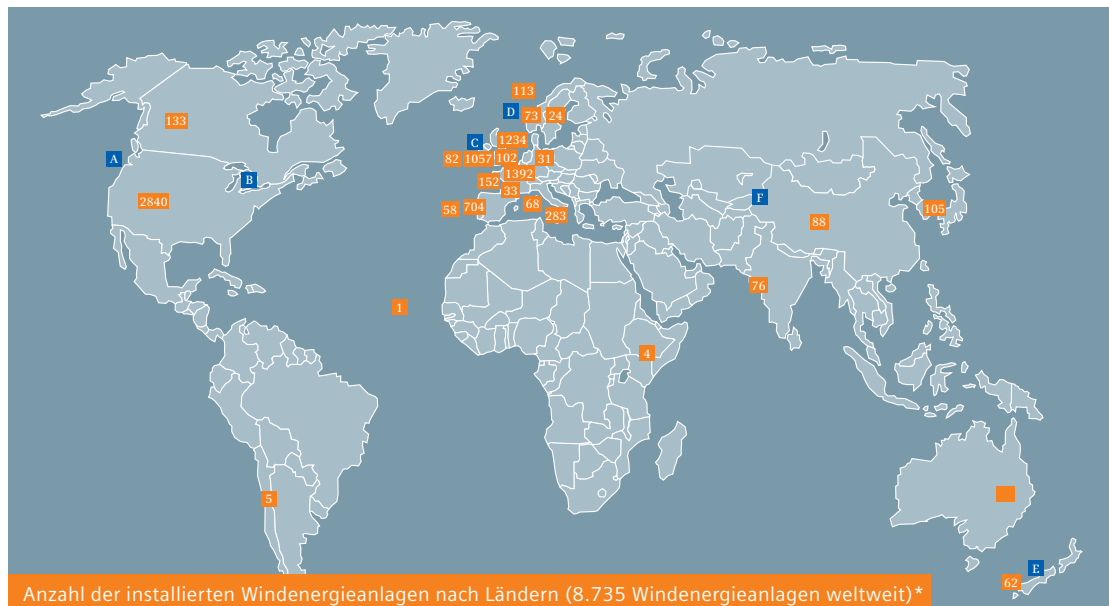 113
D
73 24
133
C 1234
A
82 1057 102 31
1392
B
152
33
2840
F
58 704 68
105
283
88
76
1
4
5
E
62
Anzahl der installierten Windenergieanlagen nach Ländern (8.735 Windenergieanlagen weltweit)*